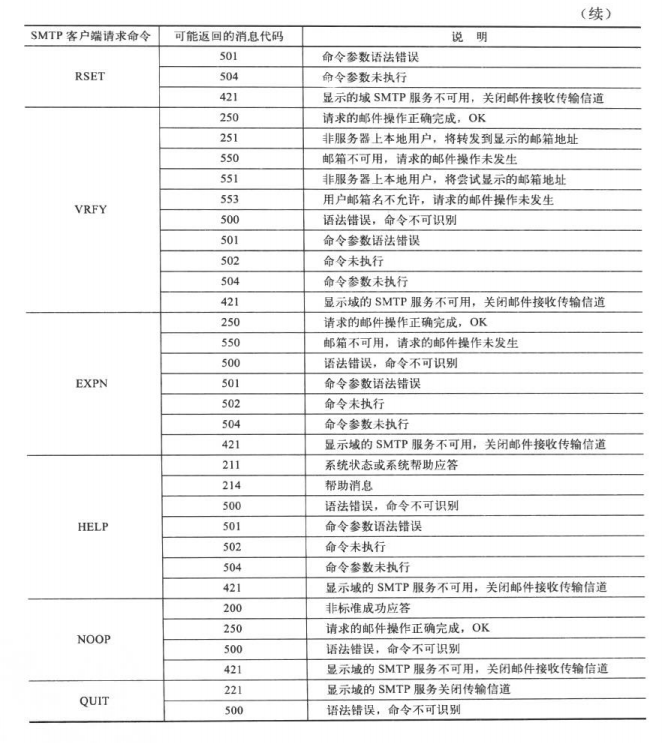 （续）
SMTP 客户端请求命令 可能返回的消息代码 说 明
RSET
501 命令参数语法错误
504 命令参数未执行
421 显示的域 SMTP 服务不可用，关闭邮件接收传输信道
VRFY
250 请求的邮件操作正确完成，OK
251 非服务器上本地用户，将转发到显示的邮箱地址
550 邮箱不可用，请求的邮件操作未发生
551 非服务器上本地用户，将尝试显示的邮箱地址
553 用户邮箱名不允许，请求的邮件操作未发生
500 语法错误，命令不可识别
501 命令参数语法错误
502 命令未执行
504 命令参数未执行
421 显示域的 SMTP 服务不可用，关闭邮件接收传输信道
EXPN
250 请求的邮件操作正确完成，OK
550 邮箱不可用，请求的邮件操作未发生
500 语法错误，命令不可识别
501 命令参数语法错误
502 命令未执行
504 命令参数未执行
421 显示域的 SMTP 服务不可用，关闭邮件接收传输信道
HELP
211 系统状态或系统帮助应答
214 帮助消息
500 语法错误，命令不可识别
501 命令参数语法错误
502 命令未执行
504 命令参数未执行
421 显示域的 SMTP 服务不可用，关闭邮件接收传输信道
NOOP
200 非标准成功应答
250 请求的邮件操作正确完成，OK
500 语法错误，命令不可识别
421 显示域的 SMTP 服务不可用，关闭邮件接收传输信道
QUIT
221 显示域的 SMTP 服务关闭传输信道
500 语法错误，命令不可识别